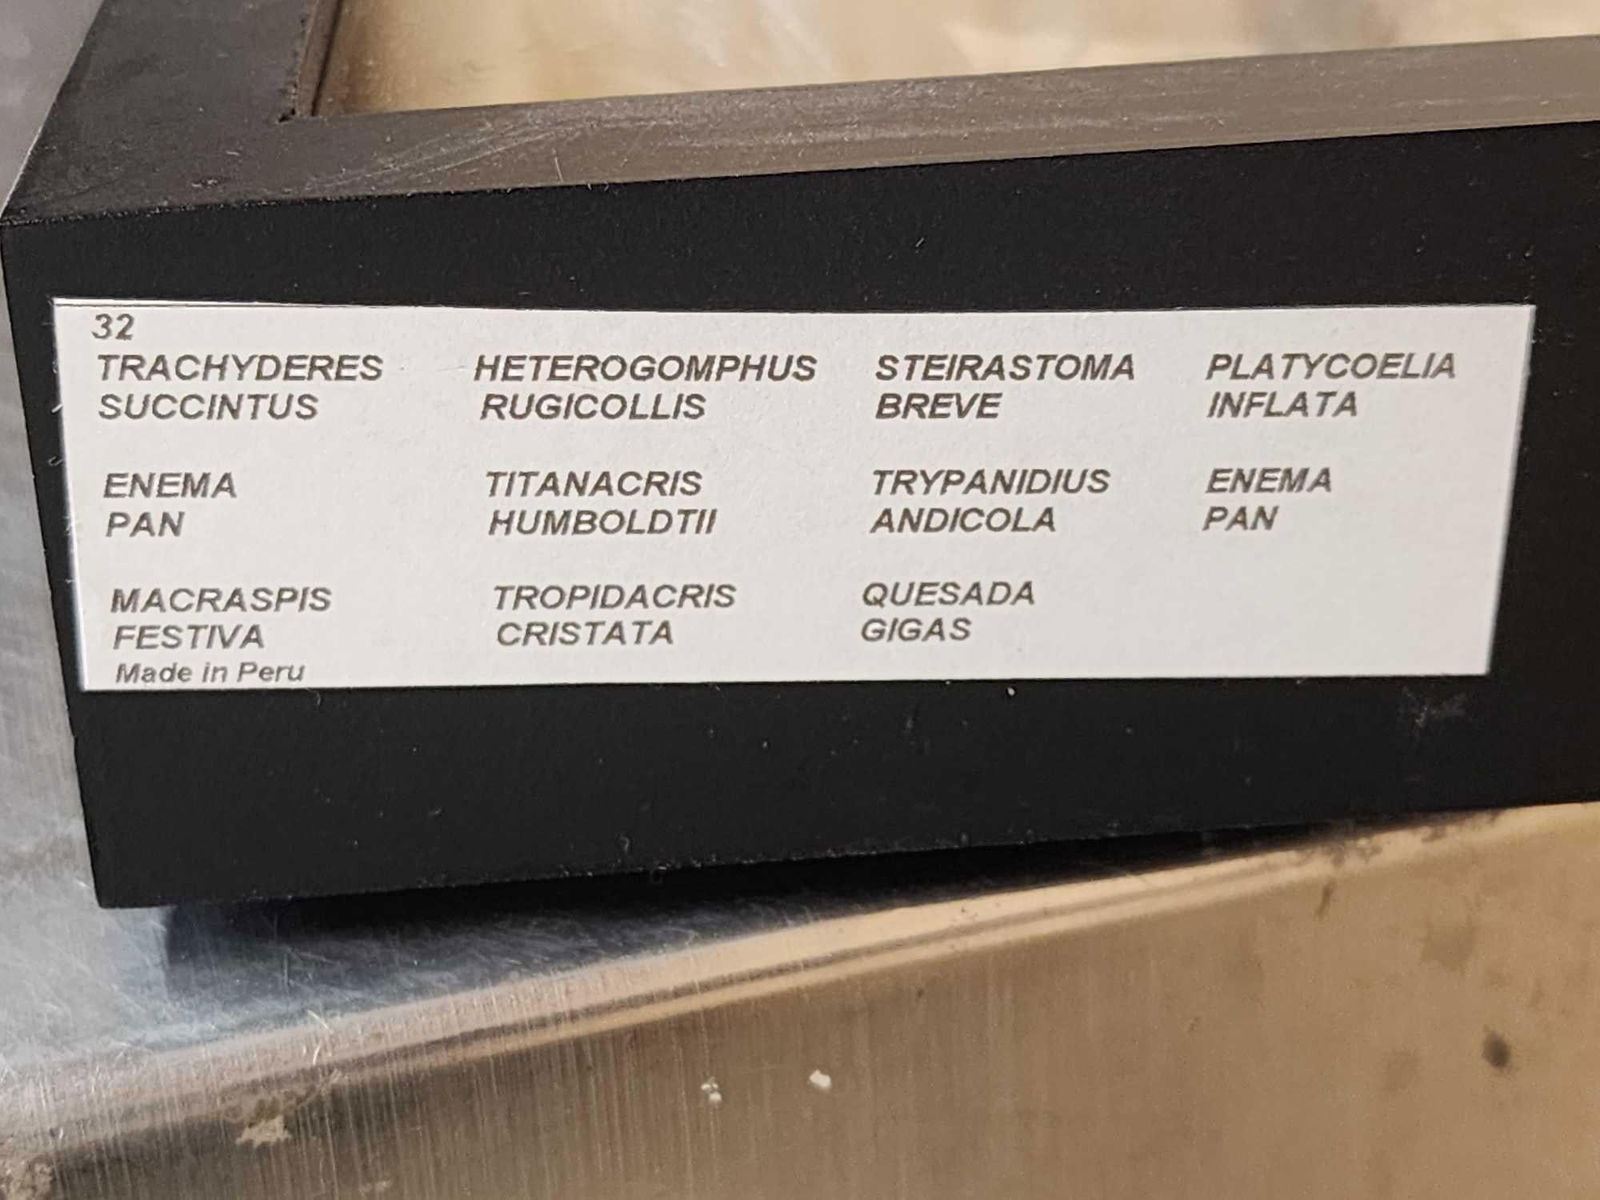 32
TRACHYDERES HETEROGOMPHUS STEIRASTOMA PLATYCOELIA
SUCCINTUS RUGICOLLIS BREVE INFLATA
ENEMA TITANACRIS TRYPANIDIUS ENEMA
PAN HUMBOLDTII ANDICOLA PAN
MACRASPIS TROPIDACRIS QUESADA
FESTIVA CRISTATA GIGAS
Made in Peru